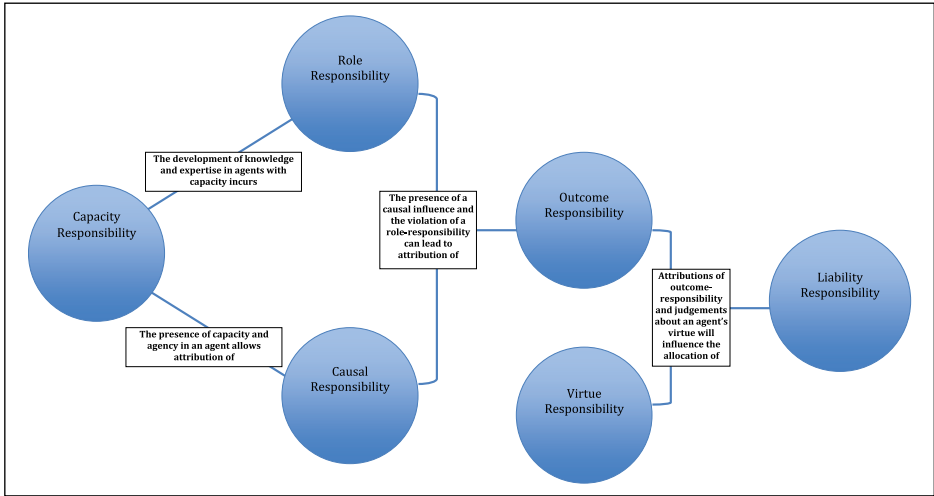 Role
Responsibility
The development of knowledge
and expertise in agents with
capacity incurs
Capacity
Responsibility
The presence of capacity and
agency in an agent allows
attribution of
Causal
Responsibility
The presence of a
causal influence and
the violation of a
role-responsibility
can lead to
attribution of
Outcome
Responsibility
Virtue
Responsibility
Attributions of
outcome-
responsibility
and judgements
about an agent's
virtue will
influence the
allocation of
Liability
Responsibility